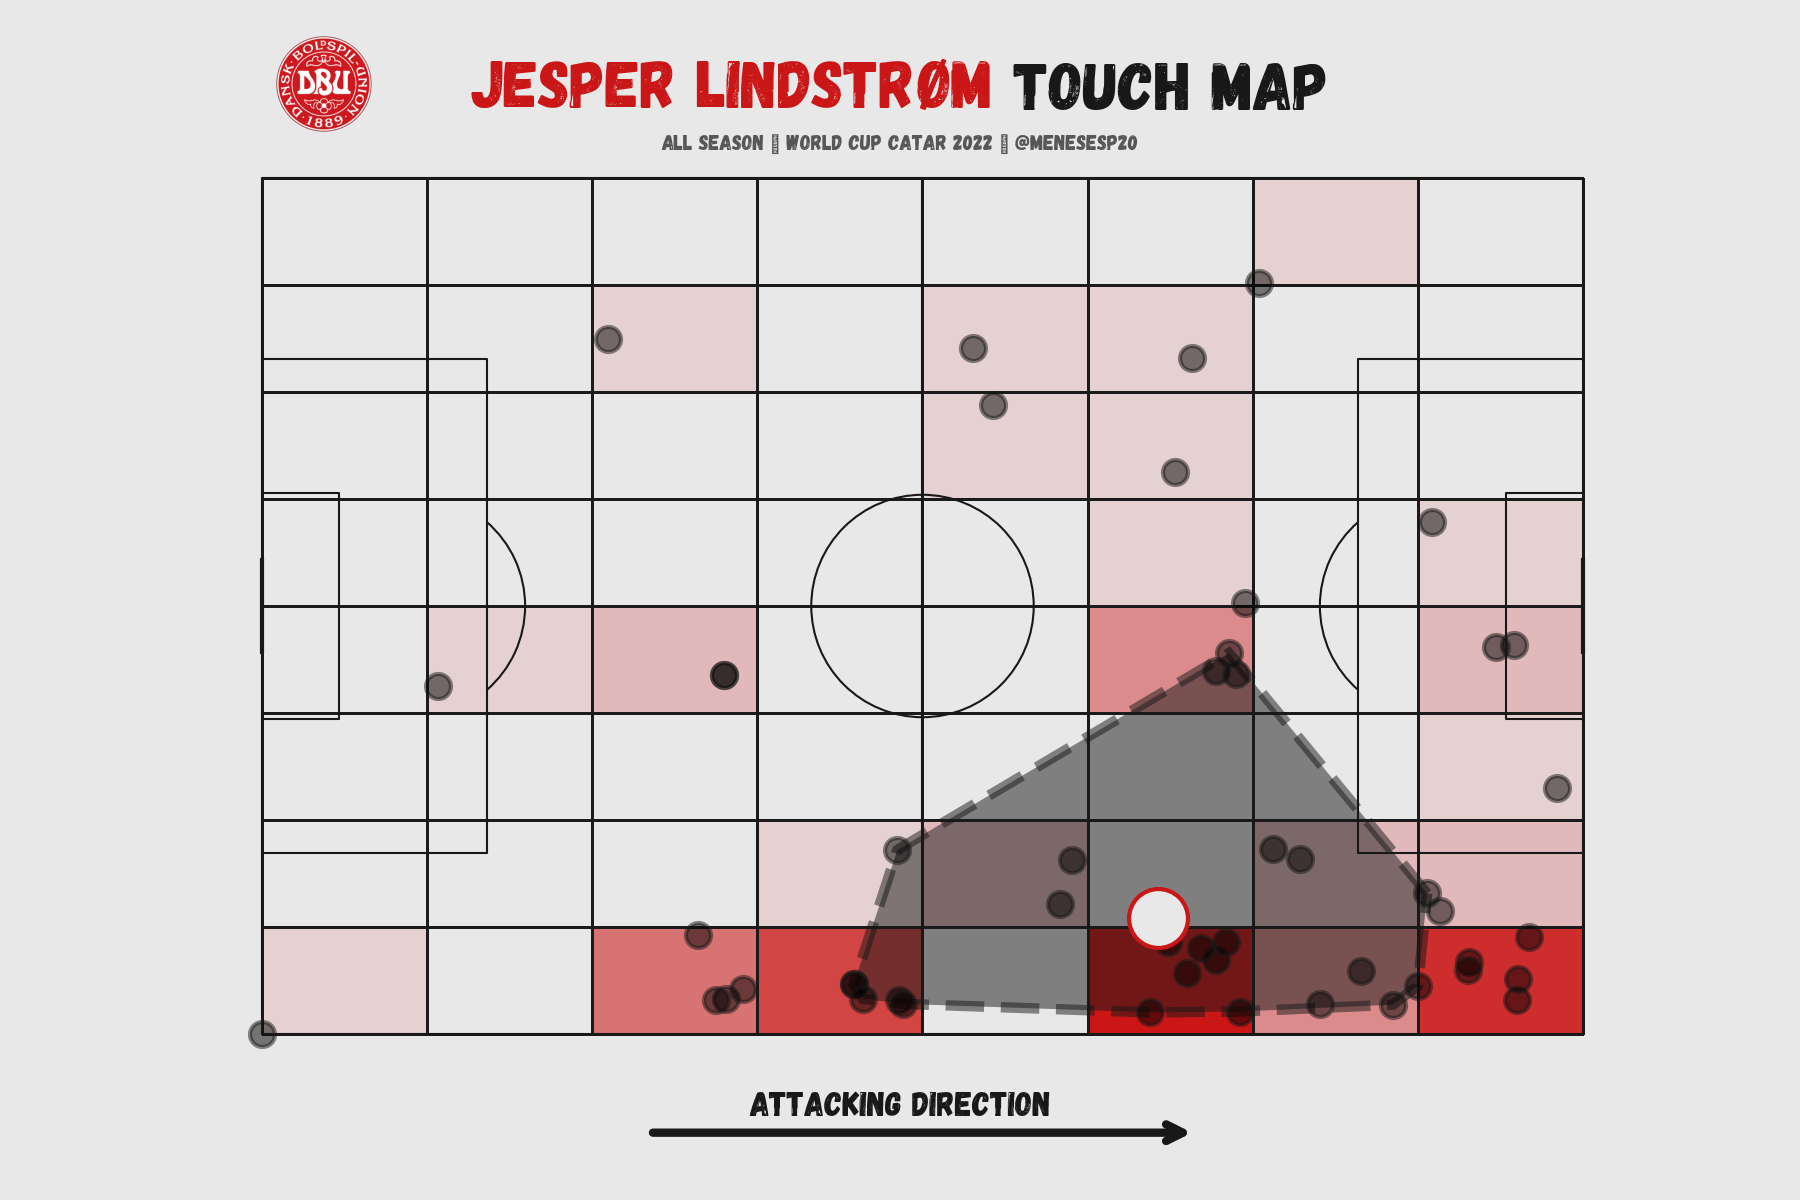 DANSK·BOLDSPIL-UNION
DBU
·1889·
JESPER LINDSTRØM TOUCH MAP
ALL SEASON ▯ WORLD CUP CATAR 2022 ▯ @MENESESP20
ATTACKING DIRECTION